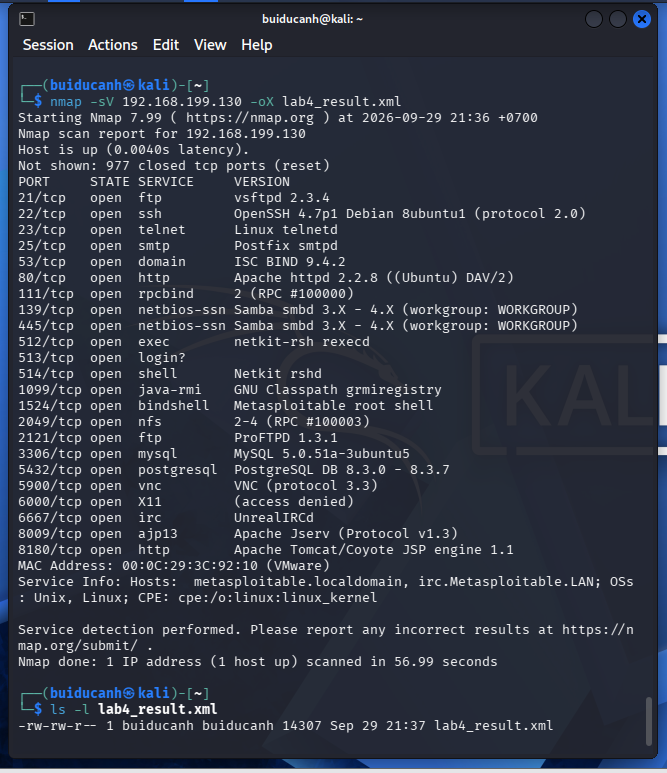 buiducanh@kali: ~
Session Actions Edit View Help
┌──(buiducanh㉿kali)-[~]
└─$ nmap -sV 192.168.199.130 -oX lab4_result.xml
Starting Nmap 7.99 ( https://nmap.org ) at 2026-09-29 21:36 +0700
Nmap scan report for 192.168.199.130
Host is up (0.0040s latency).
Not shown: 977 closed tcp ports (reset)
PORT     STATE SERVICE     VERSION
21/tcp   open  ftp         vsftpd 2.3.4
22/tcp   open  ssh         OpenSSH 4.7p1 Debian 8ubuntu1 (protocol 2.0)
23/tcp   open  telnet      Linux telnetd
25/tcp   open  smtp        Postfix smtpd
53/tcp   open  domain      ISC BIND 9.4.2
80/tcp   open  http        Apache httpd 2.2.8 ((Ubuntu) DAV/2)
111/tcp  open  rpcbind     2 (RPC #100000)
139/tcp  open  netbios-ssn Samba smbd 3.X - 4.X (workgroup: WORKGROUP)
445/tcp  open  netbios-ssn Samba smbd 3.X - 4.X (workgroup: WORKGROUP)
512/tcp  open  exec        netkit-rsh rexecd
513/tcp  open  login?
514/tcp  open  shell       Netkit rshd
1099/tcp open  java-rmi    GNU Classpath grmiregistry
1524/tcp open  bindshell   Metasploitable root shell
2049/tcp open  nfs         2-4 (RPC #100003)
2121/tcp open  ftp         ProFTPD 1.3.1
3306/tcp open  mysql       MySQL 5.0.51a-3ubuntu5
5432/tcp open  postgresql  PostgreSQL DB 8.3.0 - 8.3.7
5900/tcp open  vnc         VNC (protocol 3.3)
6000/tcp open  X11         (access denied)
6667/tcp open  irc         UnrealIRCd
8009/tcp open  ajp13       Apache Jserv (Protocol v1.3)
8180/tcp open  http        Apache Tomcat/Coyote JSP engine 1.1
MAC Address: 00:0C:29:3C:92:10 (VMware)
Service Info: Hosts:  metasploitable.localdomain, irc.Metasploitable.LAN; OSs
: Unix, Linux; CPE: cpe:/o:linux:linux_kernel
Service detection performed. Please report any incorrect results at https://n
map.org/submit/ .
Nmap done: 1 IP address (1 host up) scanned in 56.99 seconds
┌──(buiducanh㉿kali)-[~]
└─$ ls -l lab4_result.xml
-rw-rw-r-- 1 buiducanh buiducanh 14307 Sep 29 21:37 lab4_result.xml
KAL